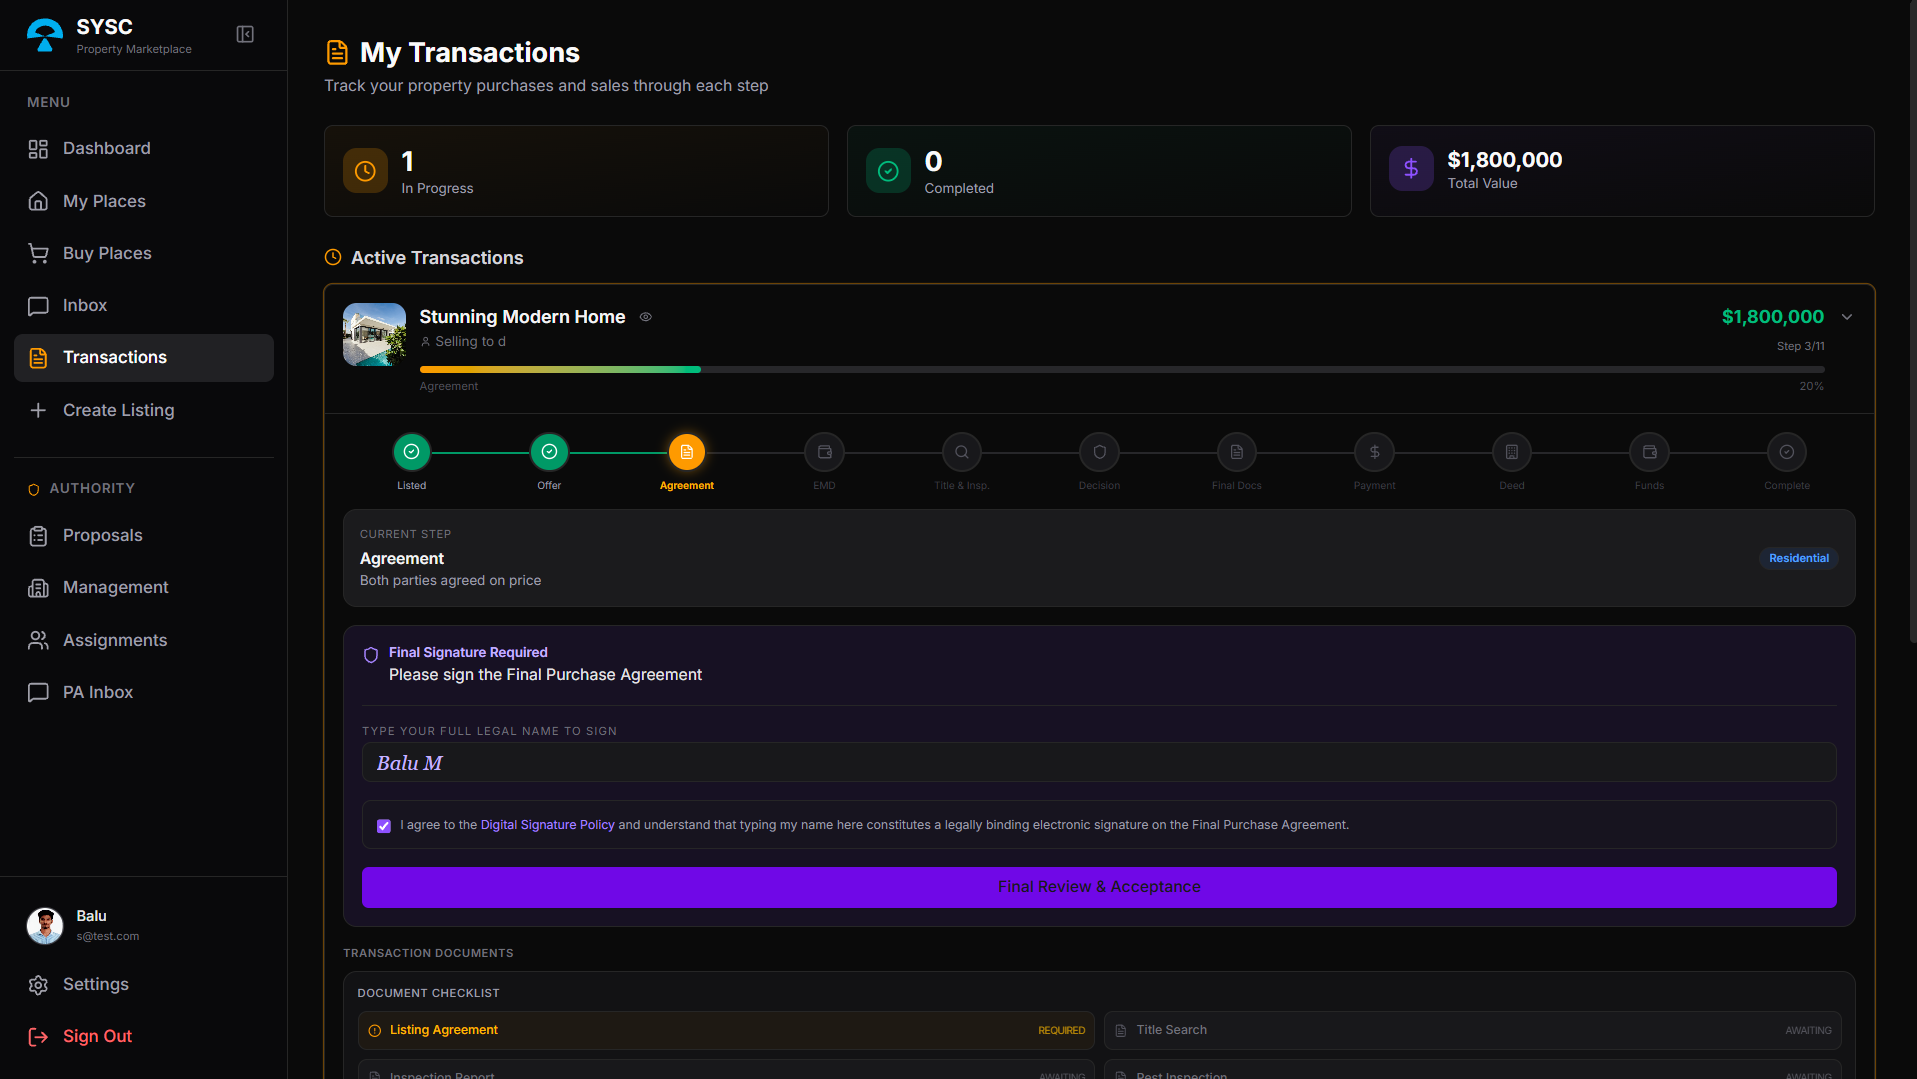 SYSC
Property Marketplace
MENU
Dashboard
My Places
Buy Places
Inbox
Transactions
Create Listing
AUTHORITY
Proposals
Management
Assignments
PA Inbox
Balu
s@test.com
Settings
Sign Out
My Transactions
Track your property purchases and sales through each step
1
In Progress
0
Completed
$1,800,000
Total Value
Active Transactions
Stunning Modern Home
Selling to d
$1,800,000
Step 3/11
Agreement
20%
Listed
Offer
Agreement
EMD
Title & Insp.
Decision
Final Docs
Payment
Deed
Funds
Complete
CURRENT STEP
Agreement
Both parties agreed on price
Residential
Final Signature Required
Please sign the Final Purchase Agreement
TYPE YOUR FULL LEGAL NAME TO SIGN
Balu M
I agree to the Digital Signature Policy and understand that typing my name here constitutes a legally binding electronic signature on the Final Purchase Agreement.
Final Review & Acceptance
TRANSACTION DOCUMENTS
DOCUMENT CHECKLIST
Listing Agreement
REQUIRED
Title Search
AWAITING
Inspection Report
AWAITING
Pest Inspection
AWAITING